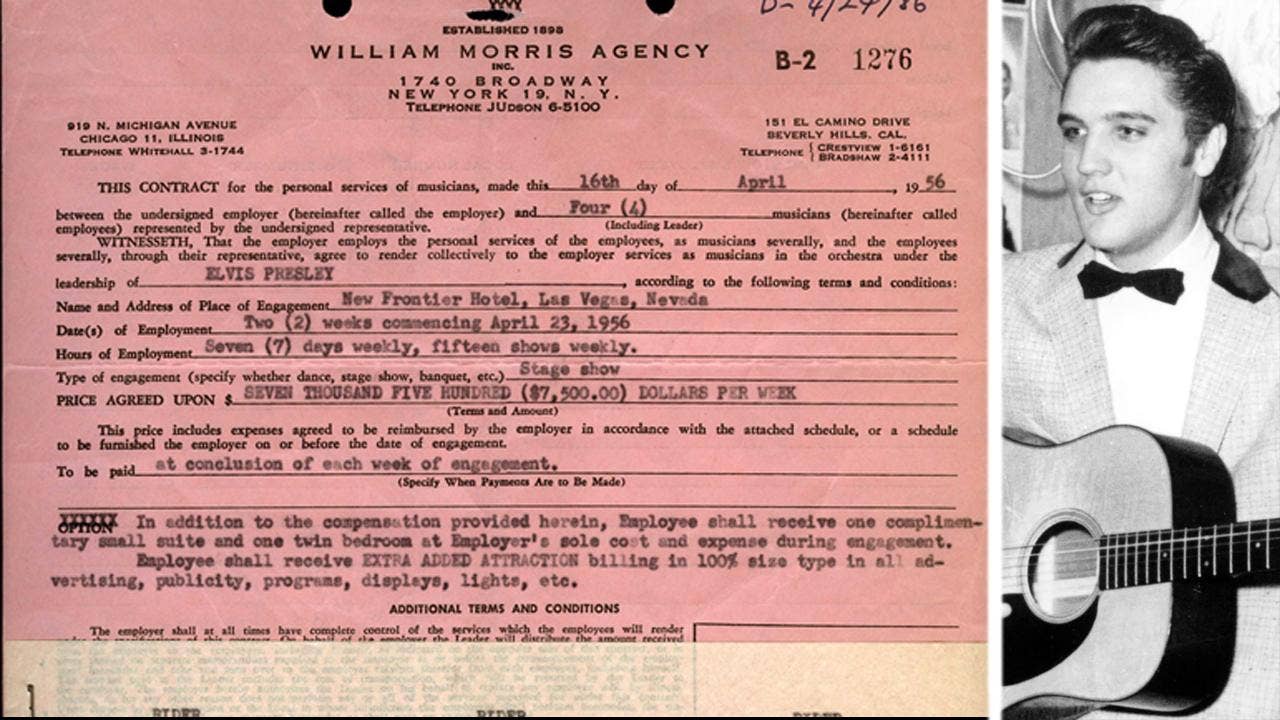 ESTABLISHED 1898
WILLIAM MORRIS AGENCY
INC.
1740 BROADWAY
NEW YORK 19, N. Y.
TELEPHONE JUDSON 6-5100
B-2 1276
919 N. MICHIGAN AVENUE
CHICAGO 11, ILLINOIS
TELEPHONE WHITEHALL 3-1744
151 EL CAMINO DRIVE
BEVERLY HILLS, CAL.
TELEPHONE { CRESTVIEW 1-6161
BRADSHAW 2-4111
THIS CONTRACT for the personal services of musicians, made this 16th day of April, 1956
between the undersigned employer (hereinafter called the employer) and Four (4) musicians (hereinafter called
(Including Leader)
employees) represented by the undersigned representative.
WITNESSETH, That the employer employs the personal services of the employees, as musicians severally, and the employees
severally, through their representative, agree to render collectively to the employer services as musicians in the orchestra under the
leadership of ELVIS PRESLEY, according to the following terms and conditions:
Name and Address of Place of Engagement New Frontier Hotel, Las Vegas, Nevada
Date(s) of Employment Two (2) weeks commencing April 23, 1956
Hours of Employment Seven (7) days weekly, fifteen shows weekly.
Type of engagement (specify whether dance, stage show, banquet, etc.) Stage show
PRICE AGREED UPON $ SEVEN THOUSAND FIVE HUNDRED ($7,500.00) DOLLARS PER WEEK
(Terms and Amount)
This price includes expenses agreed to be reimbursed by the employer in accordance with the attached schedule, or a schedule
to be furnished the employer on or before the date of engagement.
To be paid at conclusion of each week of engagement.
(Specify When Payments Are to Be Made)
XXXXXX
OPTION In addition to the compensation provided herein, Employee shall receive one complimen-
tary small suite and one twin bedroom at Employer's sole cost and expense during engagement.
Employee shall receive EXTRA ADDED ATTRACTION billing in 100% size type in all ad-
vertising, publicity, programs, displays, lights, etc.
ADDITIONAL TERMS AND CONDITIONS
The employer shall at all times have complete control of the services which the employees will render
the Leader will distribute the amount received
RIDER RIDER RIDER